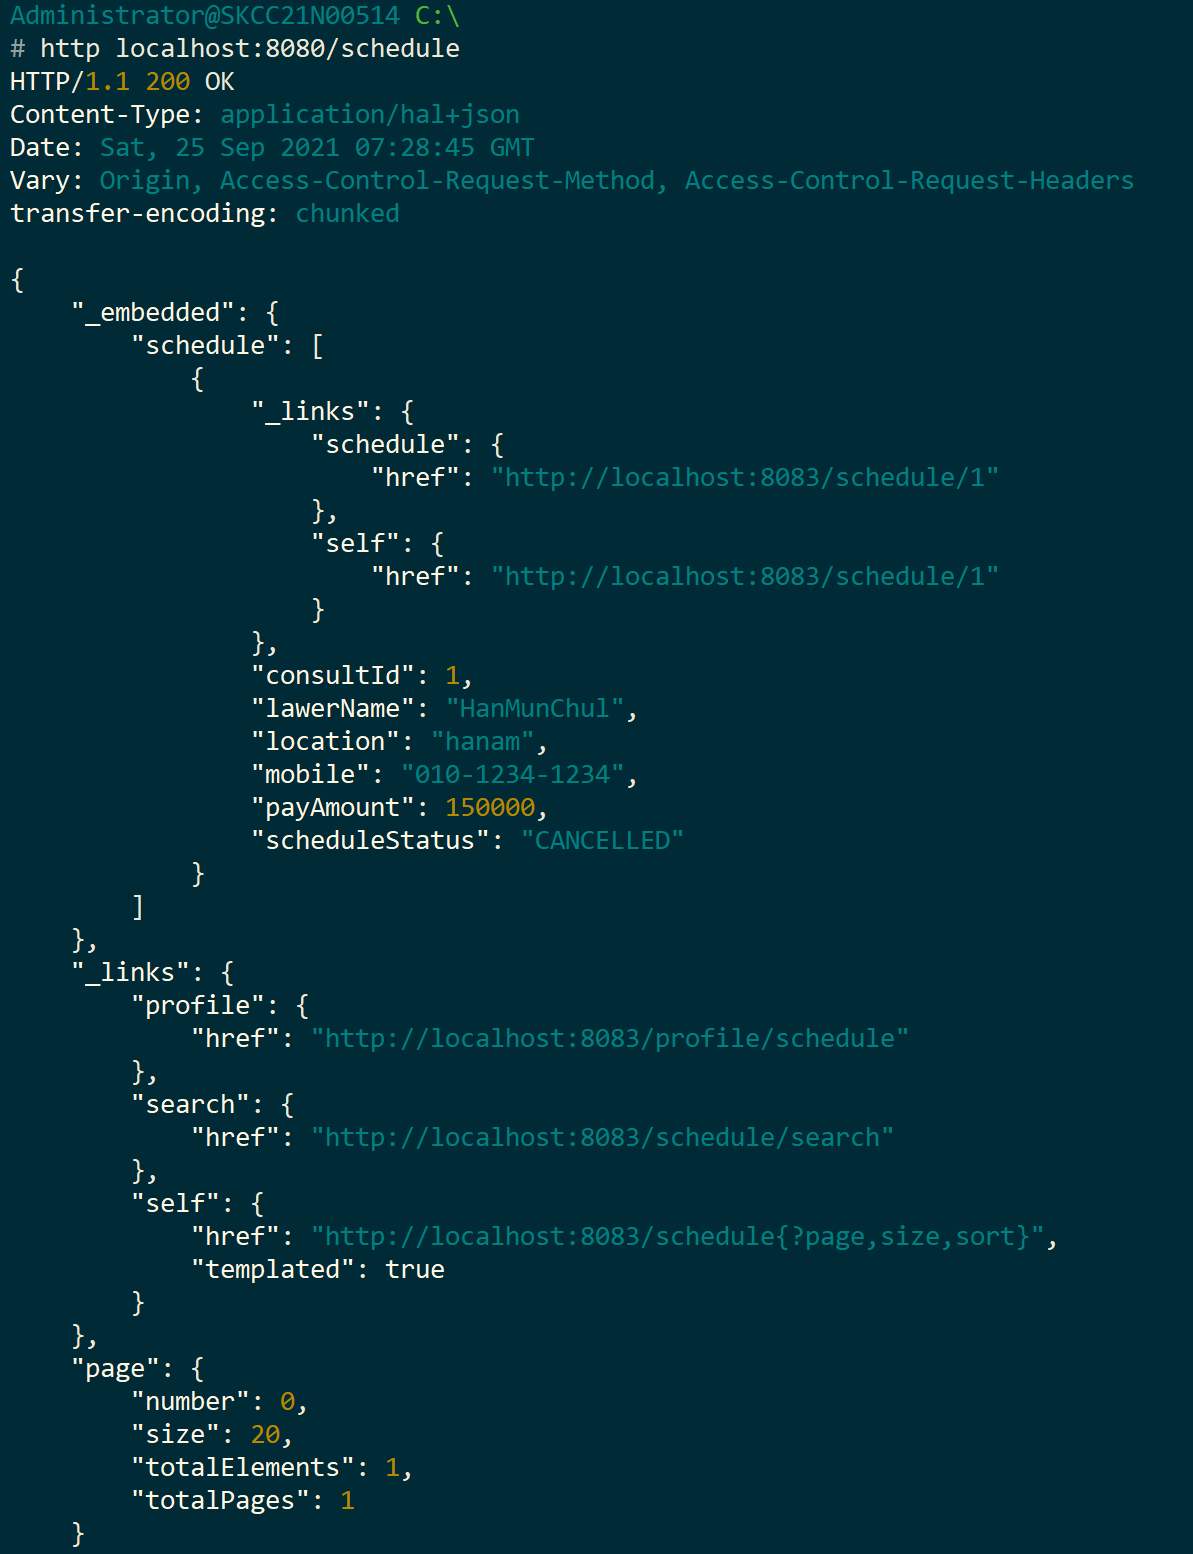 Administrator@SKCC21N00514 C:\
# http localhost:8080/schedule
HTTP/1.1 200 OK
Content-Type: application/hal+json
Date: Sat, 25 Sep 2021 07:28:45 GMT
Vary: Origin, Access-Control-Request-Method, Access-Control-Request-Headers
transfer-encoding: chunked

{
    "_embedded": {
        "schedule": [
            {
                "_links": {
                    "schedule": {
                        "href": "http://localhost:8083/schedule/1"
                    },
                    "self": {
                        "href": "http://localhost:8083/schedule/1"
                    }
                },
                "consultId": 1,
                "lawerName": "HanMunChul",
                "location": "hanam",
                "mobile": "010-1234-1234",
                "payAmount": 150000,
                "scheduleStatus": "CANCELLED"
            }
        ]
    },
    "_links": {
        "profile": {
            "href": "http://localhost:8083/profile/schedule"
        },
        "search": {
            "href": "http://localhost:8083/schedule/search"
        },
        "self": {
            "href": "http://localhost:8083/schedule{?page,size,sort}",
            "templated": true
        }
    },
    "page": {
        "number": 0,
        "size": 20,
        "totalElements": 1,
        "totalPages": 1
    }